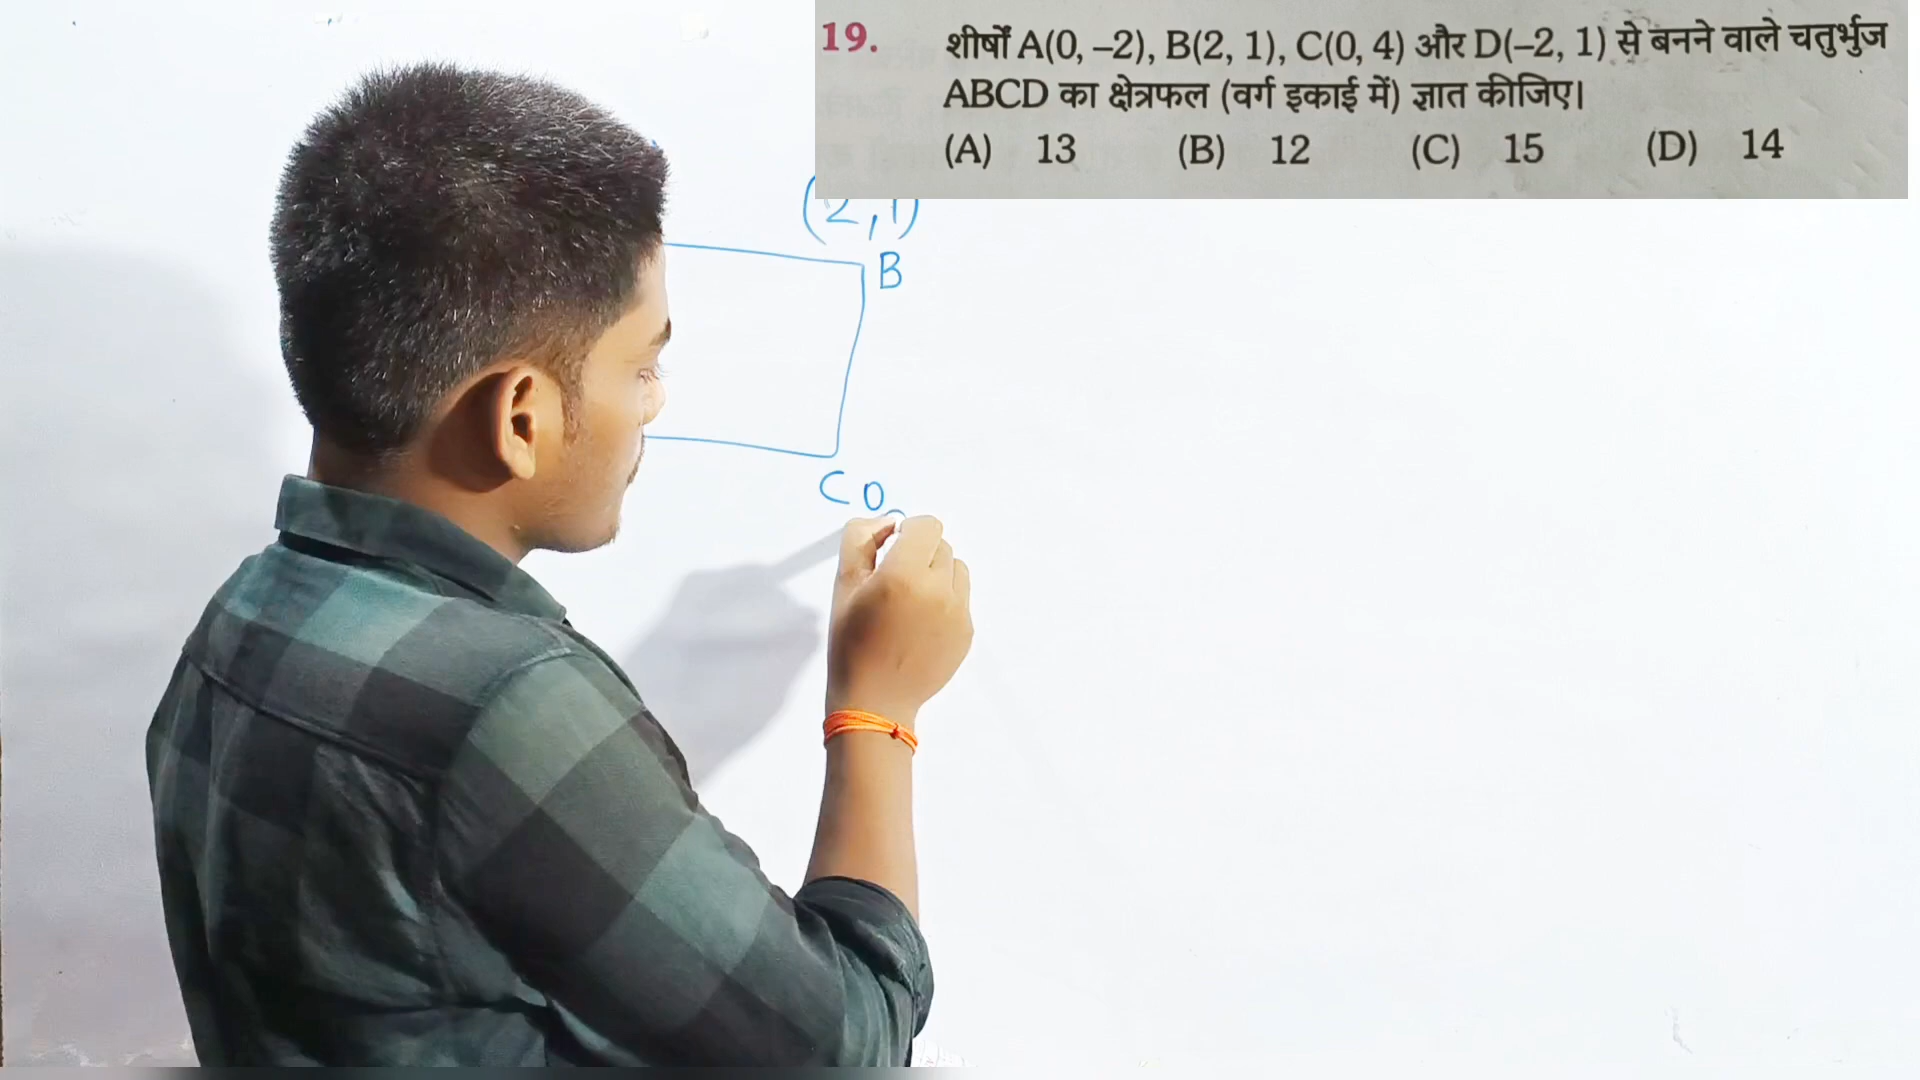 19. शीर्षों A(0, –2), B(2, 1), C(0, 4) और D(–2, 1) से बनने वाले चतुर्भुज
ABCD का क्षेत्रफल (वर्ग इकाई में) ज्ञात कीजिए।
(A) 13 (B) 12 (C) 15 (D) 14
(2,1)
B
C 0